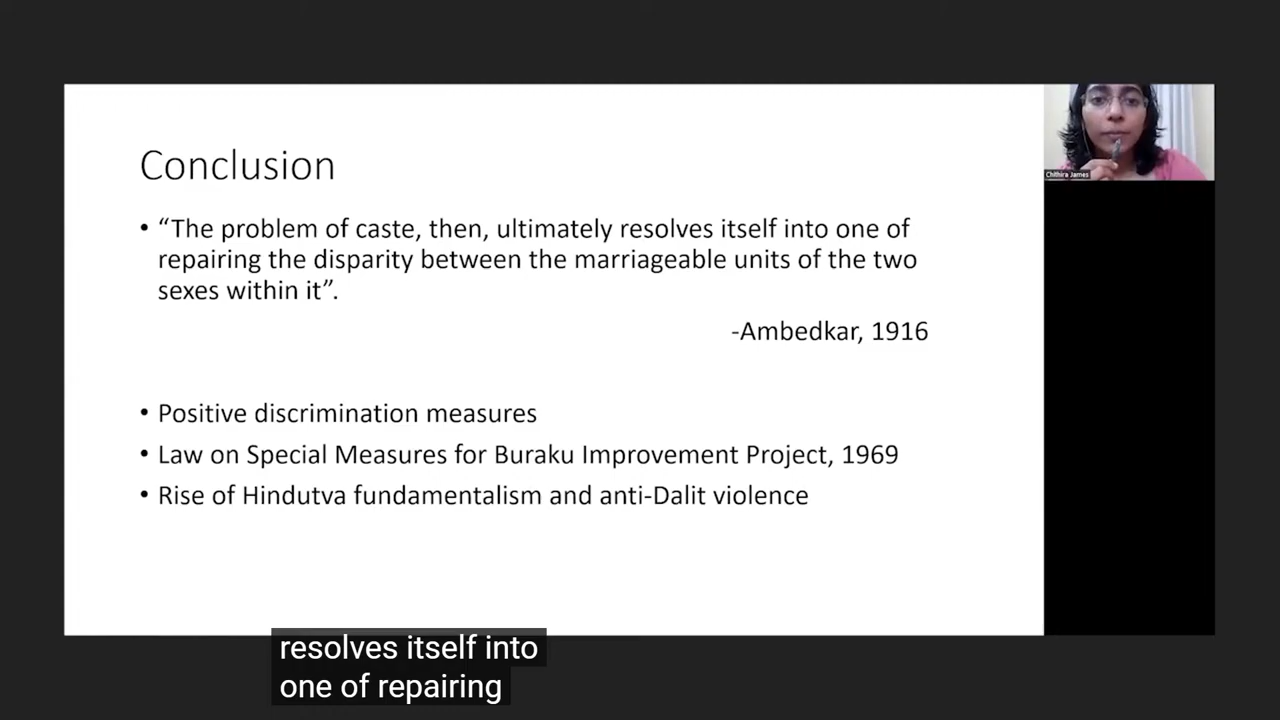 Conclusion
• “The problem of caste, then, ultimately resolves itself into one of
repairing the disparity between the marriageable units of the two
sexes within it”.
-Ambedkar, 1916
• Positive discrimination measures
• Law on Special Measures for Buraku Improvement Project, 1969
• Rise of Hindutva fundamentalism and anti-Dalit violence
Chithira James
resolves itself into
one of repairing